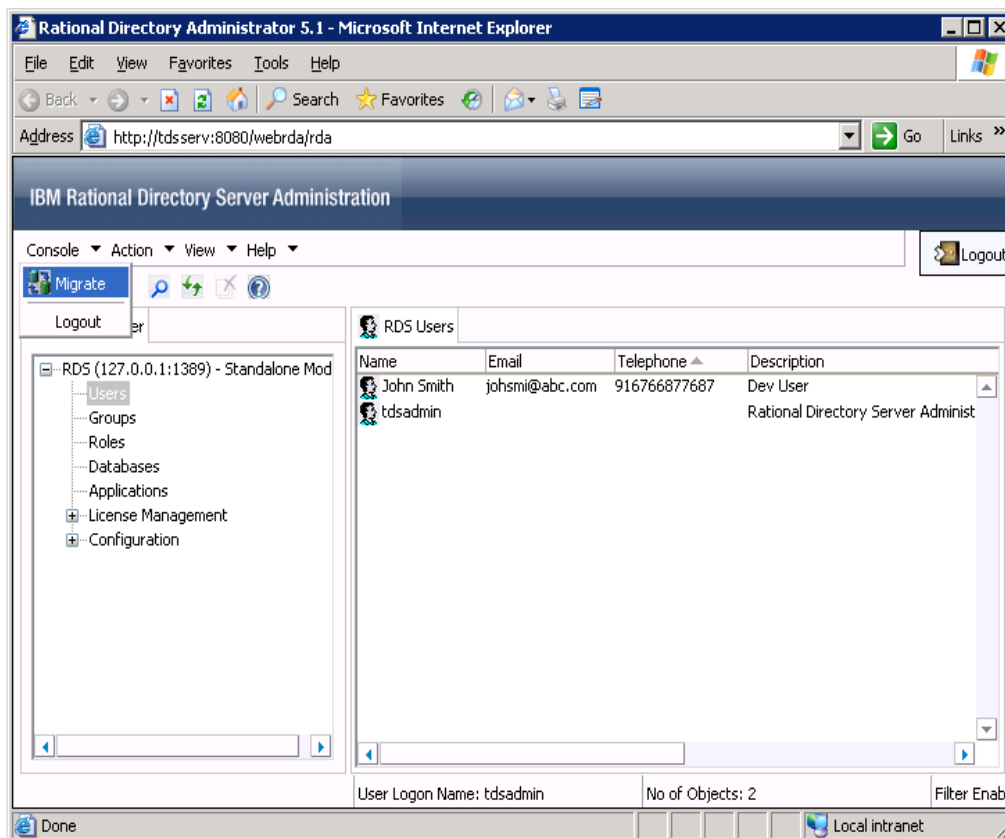 Rational Directory Administrator 5.1 - Microsoft Internet Explorer
File Edit View Favorites Tools Help
Back Search Favorites
Address http://tdsserv:8080/webrda/rda Go Links »
IBM Rational Directory Server Administration
Console Action View Help
Logout
Migrate
Logout
er
RDS Users
RDS (127.0.0.1:1389) - Standalone Mod
Users
Groups
Roles
Databases
Applications
License Management
Configuration
Name Email Telephone Description
John Smith johsmi@abc.com 916766877687 Dev User
tdsadmin Rational Directory Server Administ
User Logon Name: tdsadmin No of Objects: 2 Filter Enab
Done Local intranet